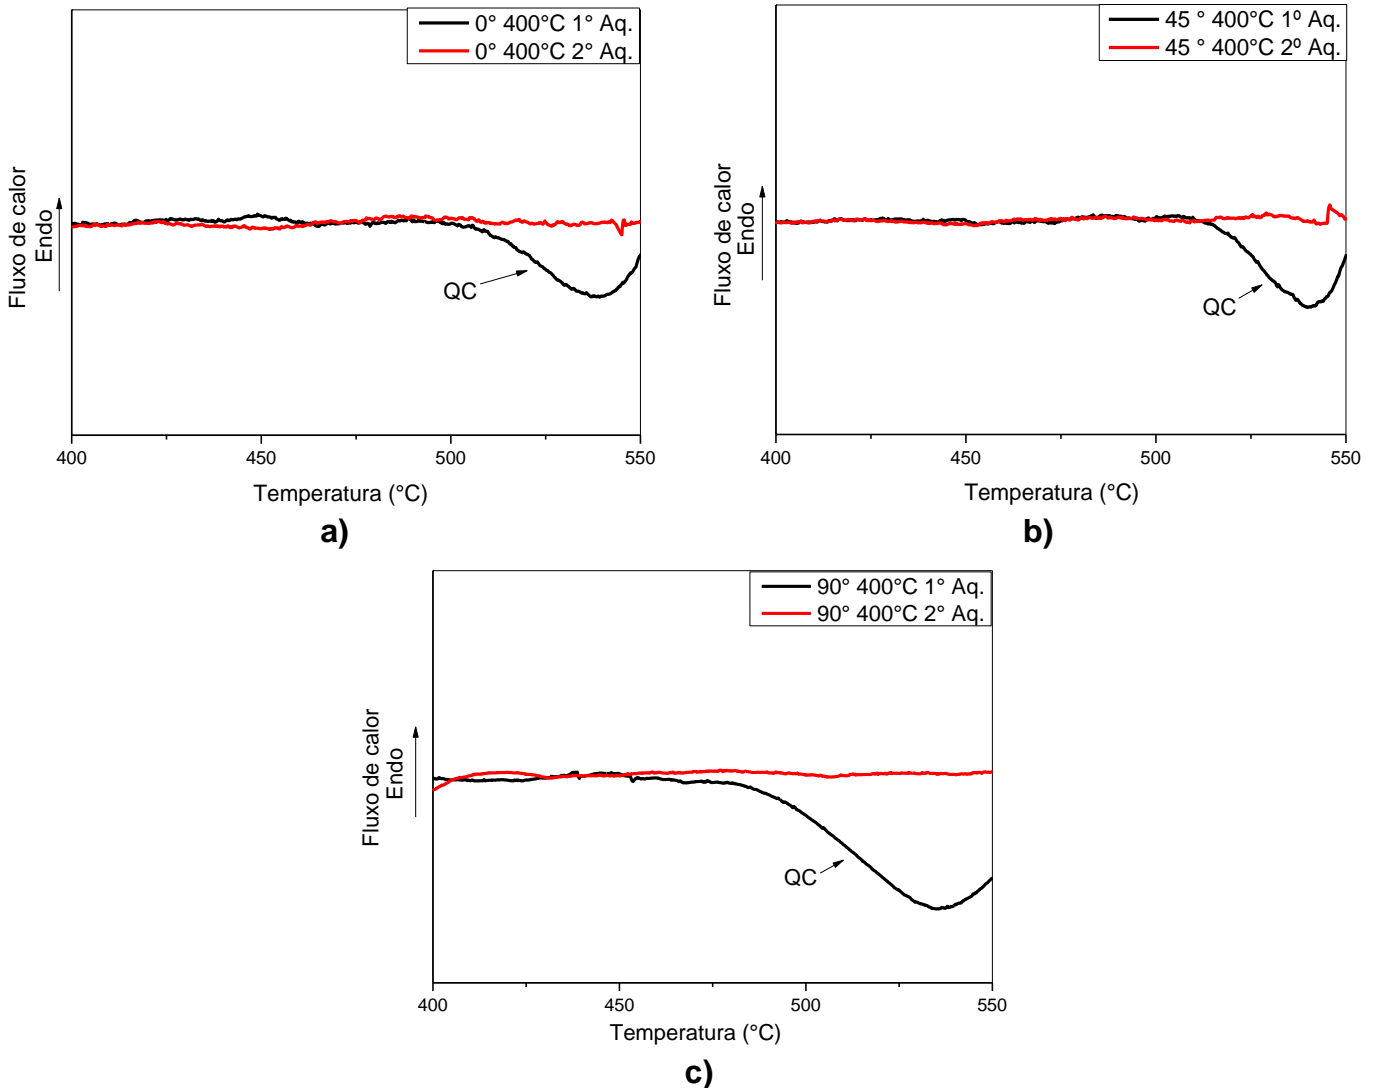 0° 400°C 1° Aq.
0° 400°C 2° Aq.
Fluxo de calor
Endo
QC
400
450
500
550
Temperatura (°C)
a)
45 ° 400°C 1º Aq.
45 ° 400°C 2º Aq.
Fluxo de calor
Endo
QC
400
450
500
550
Temperatura (°C)
b)
90° 400°C 1° Aq.
90° 400°C 2° Aq.
Fluxo de calor
Endo
QC
400
450
500
550
Temperatura (°C)
c)